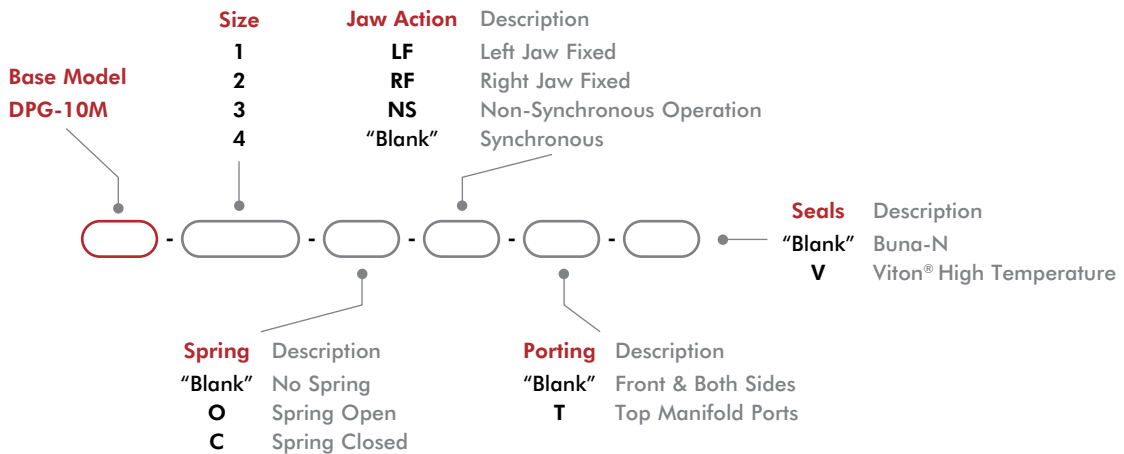 Size
1
2
3
4
Jaw Action Description
LF Left Jaw Fixed
RF Right Jaw Fixed
NS Non-Synchronous Operation
“Blank” Synchronous
Base Model
DPG-10M
- - - - -
Seals Description
“Blank” Buna-N
V Viton® High Temperature
Spring Description
“Blank” No Spring
O Spring Open
C Spring Closed
Porting Description
“Blank” Front & Both Sides
T Top Manifold Ports